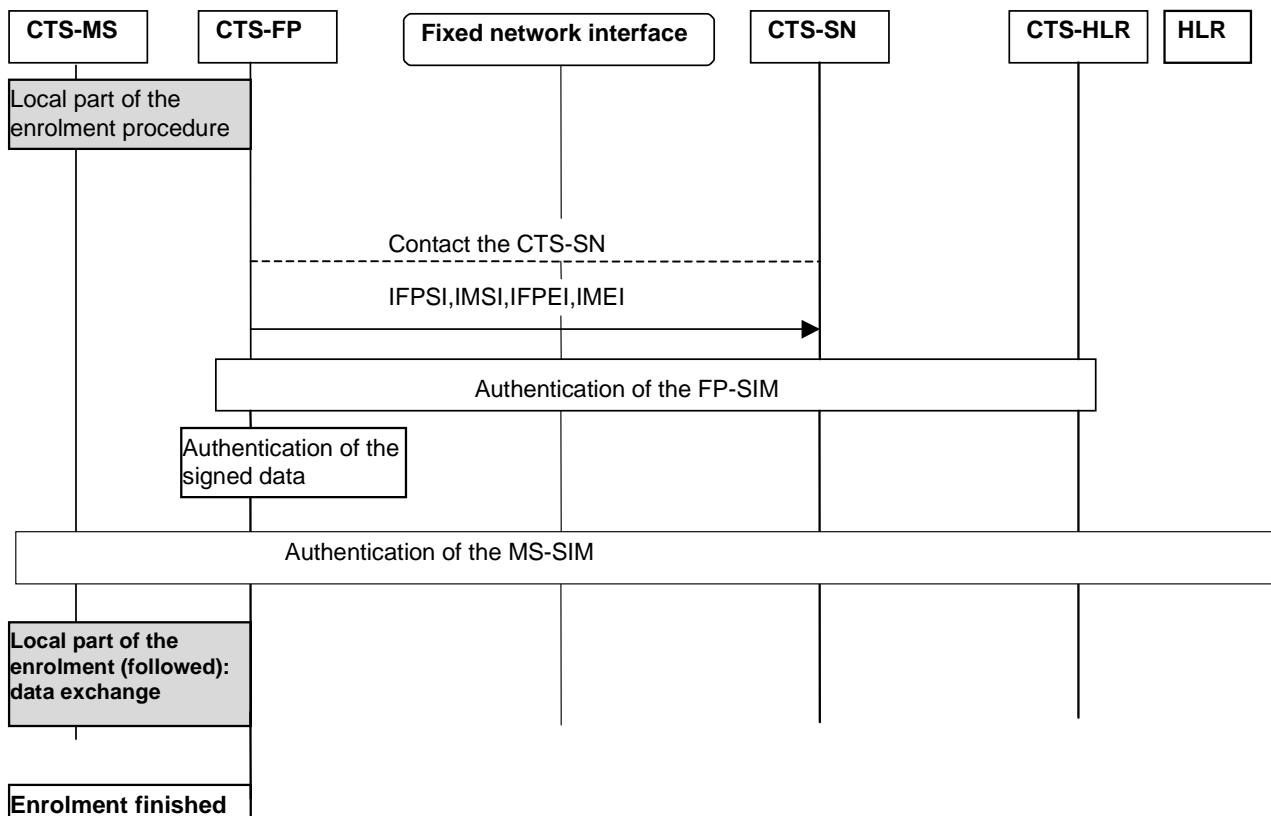 CTS-MS
CTS-FP
Fixed network interface
CTS-SN
CTS-HLR
HLR
Local part of the
enrolment procedure
Contact the CTS-SN
IFPSI,IMSI,IFPEI,IMEI
Authentication of the FP-SIM
Authentication of the
signed data
Authentication of the MS-SIM
Local part of the
enrolment (followed):
data exchange
Enrolment finished